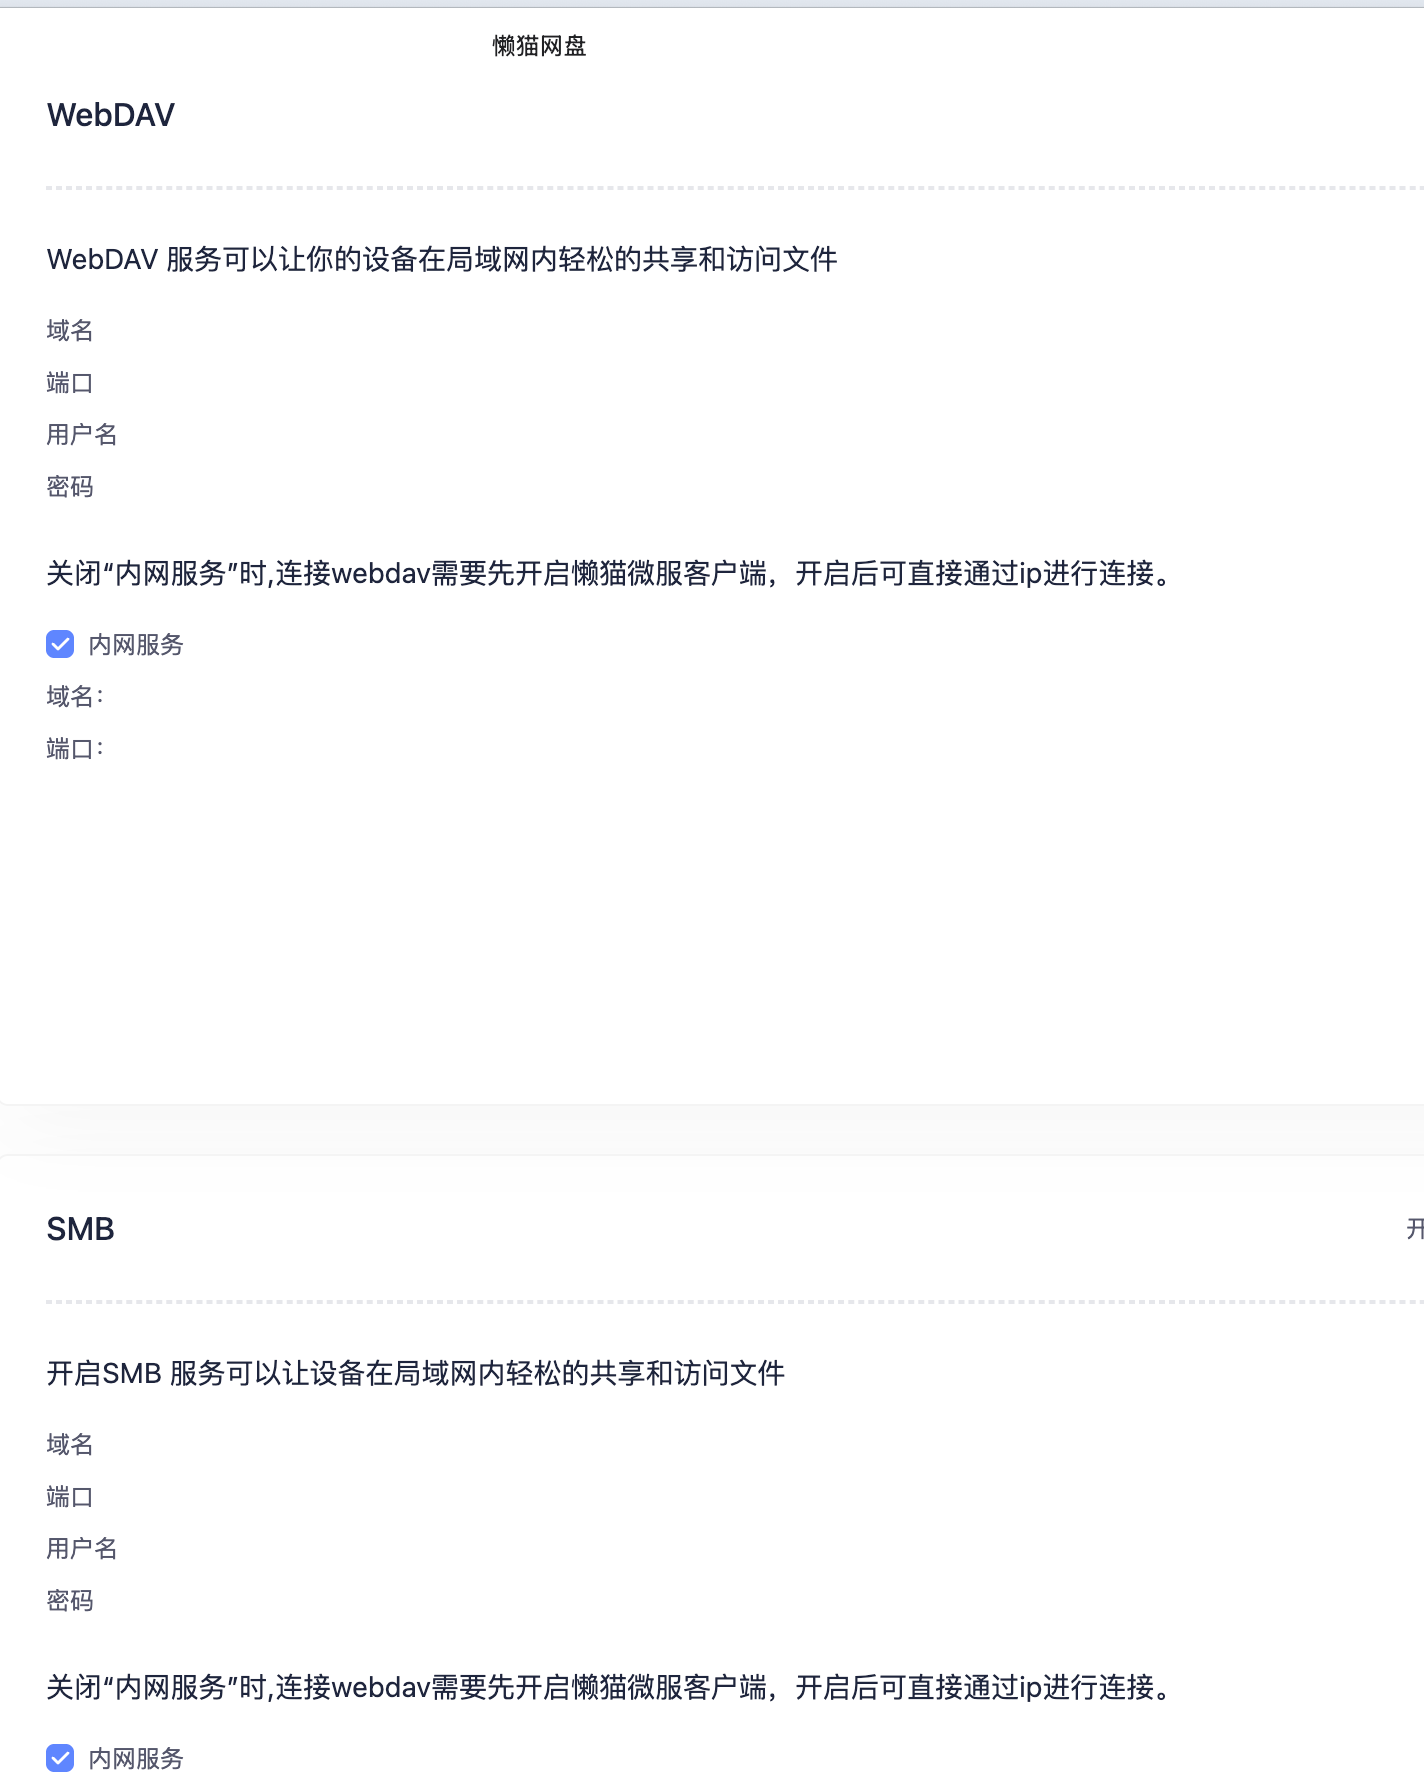 懒猫网盘
WebDAV
WebDAV 服务可以让你的设备在局域网内轻松的共享和访问文件
域名
端口
用户名
密码
关闭“内网服务”时,连接webdav需要先开启懒猫微服客户端，开启后可直接通过ip进行连接。
内网服务
域名：
端口：
SMB
开
开启SMB 服务可以让设备在局域网内轻松的共享和访问文件
域名
端口
用户名
密码
关闭“内网服务”时,连接webdav需要先开启懒猫微服客户端，开启后可直接通过ip进行连接。
内网服务